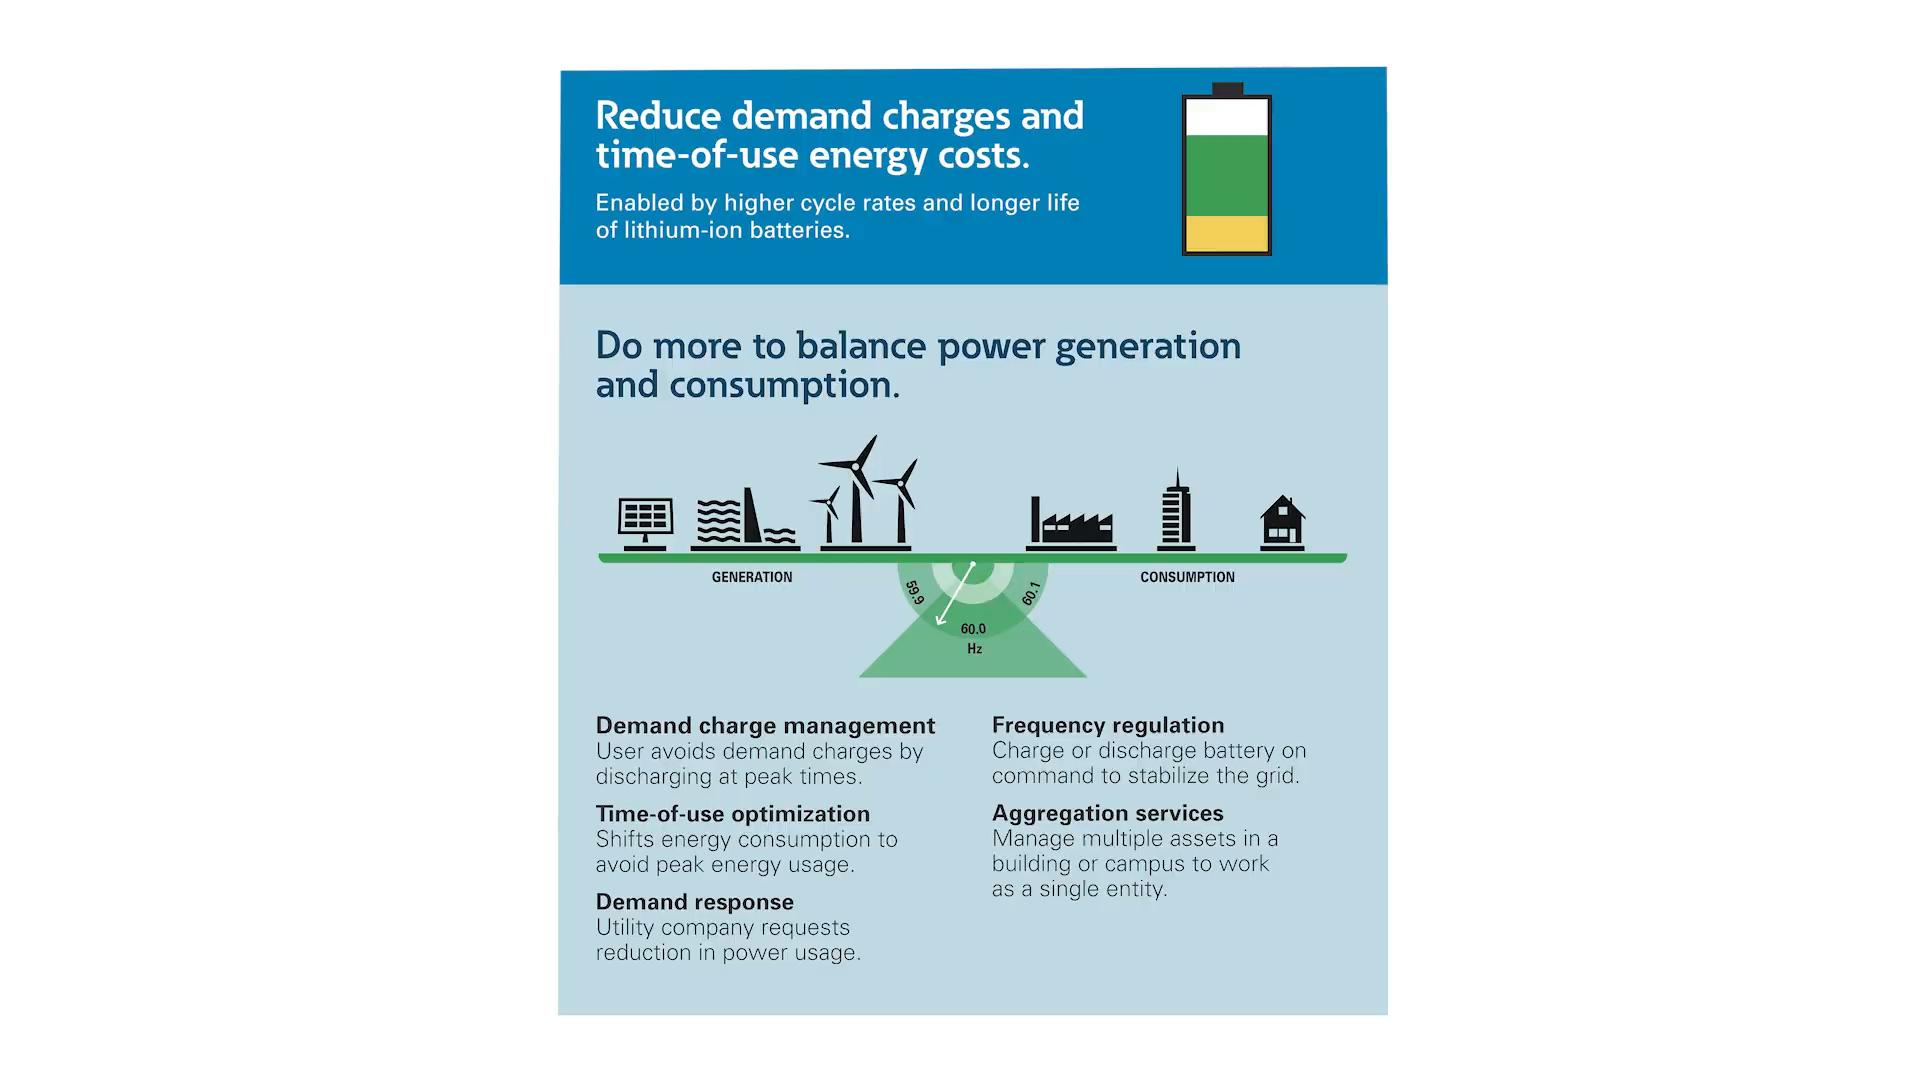 Reduce demand charges and
time-of-use energy costs.
Enabled by higher cycle rates and longer life
of lithium-ion batteries.
Do more to balance power generation
and consumption.
GENERATION
CONSUMPTION
59.9
60.1
60.0
Hz
Demand charge management
User avoids demand charges by
discharging at peak times.
Time-of-use optimization
Shifts energy consumption to
avoid peak energy usage.
Demand response
Utility company requests
reduction in power usage.
Frequency regulation
Charge or discharge battery on
command to stabilize the grid.
Aggregation services
Manage multiple assets in a
building or campus to work
as a single entity.